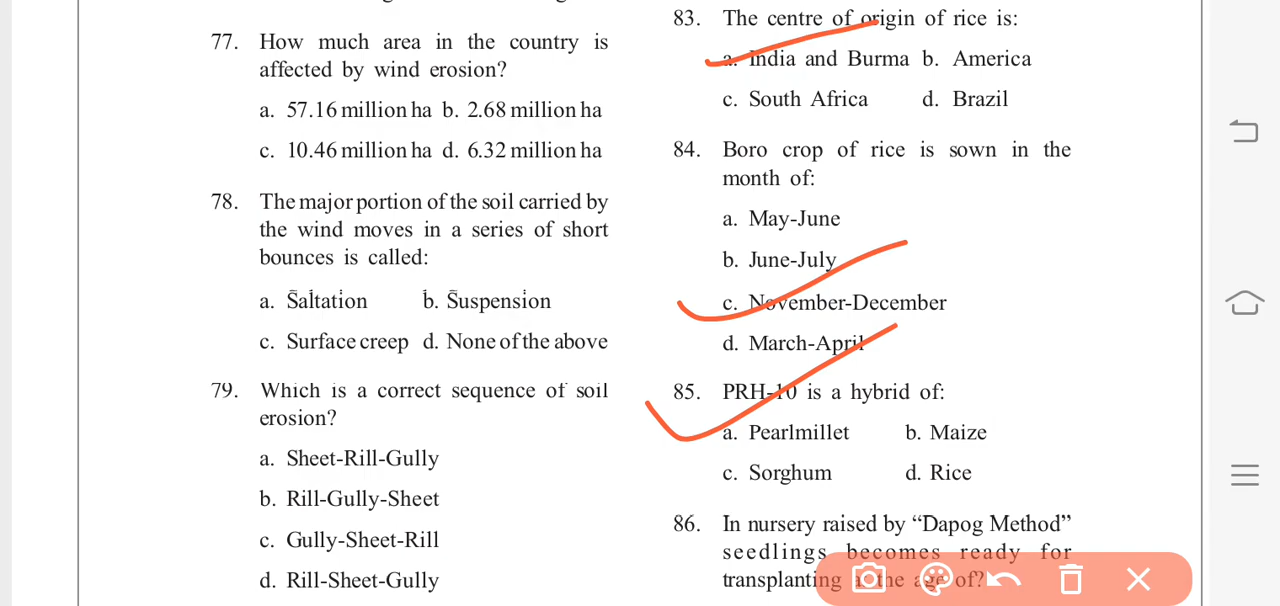 77. How much area in the country is
affected by wind erosion?
a. 57.16 million ha b. 2.68 million ha
c. 10.46 million ha d. 6.32 million ha
78. The major portion of the soil carried by
the wind moves in a series of short
bounces is called:
a. Saltation b. Suspension
c. Surface creep d. None of the above
79. Which is a correct sequence of soil
erosion?
a. Sheet-Rill-Gully
b. Rill-Gully-Sheet
c. Gully-Sheet-Rill
d. Rill-Sheet-Gully
83. The centre of origin of rice is:
a. India and Burma b. America
c. South Africa d. Brazil
84. Boro crop of rice is sown in the
month of:
a. May-June
b. June-July
c. November-December
d. March-April
85. PRH-10 is a hybrid of:
a. Pearlmillet b. Maize
c. Sorghum d. Rice
86. In nursery raised by “Dapog Method”
seedlings becomes ready for
transplanting at the age of?